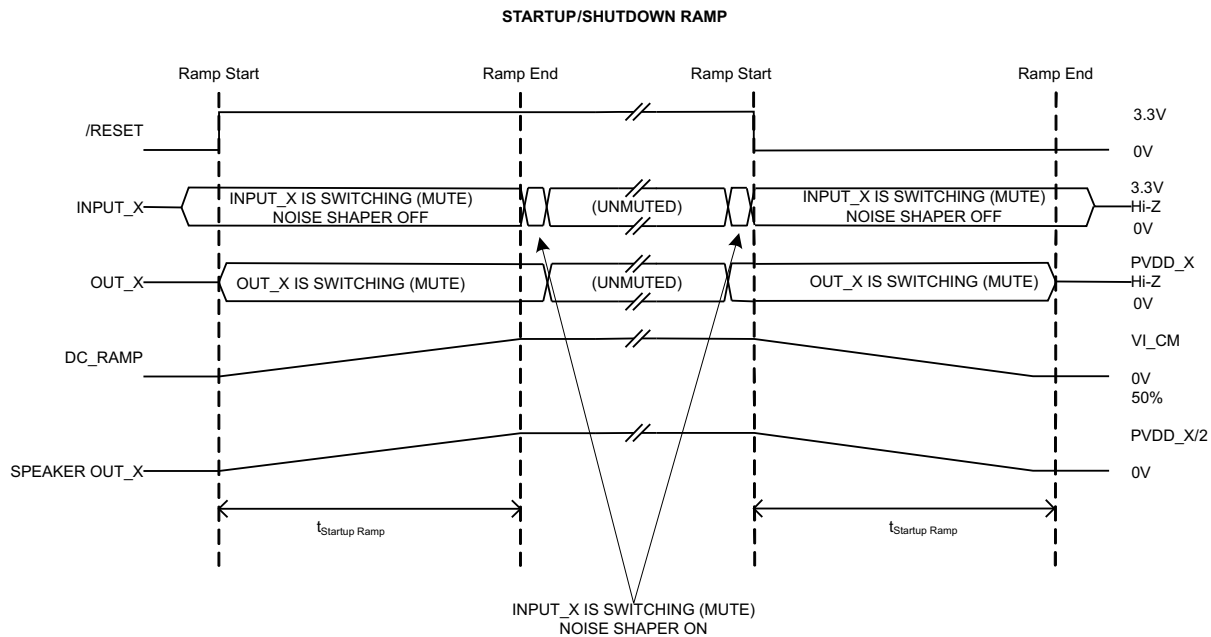 STARTUP/SHUTDOWN RAMP
Ramp Start
Ramp End
Ramp Start
Ramp End
/RESET
3.3V
0V
INPUT_X
INPUT_X IS SWITCHING (MUTE)
NOISE SHAPER OFF
(UNMUTED)
INPUT_X IS SWITCHING (MUTE)
NOISE SHAPER OFF
3.3V
Hi-Z
0V
OUT_X
OUT_X IS SWITCHING (MUTE)
(UNMUTED)
OUT_X IS SWITCHING (MUTE)
PVDD_X
Hi-Z
0V
DC_RAMP
VI_CM
0V
50%
SPEAKER OUT_X
PVDD_X/2
0V
tStartup Ramp
tStartup Ramp
INPUT_X IS SWITCHING (MUTE)
NOISE SHAPER ON